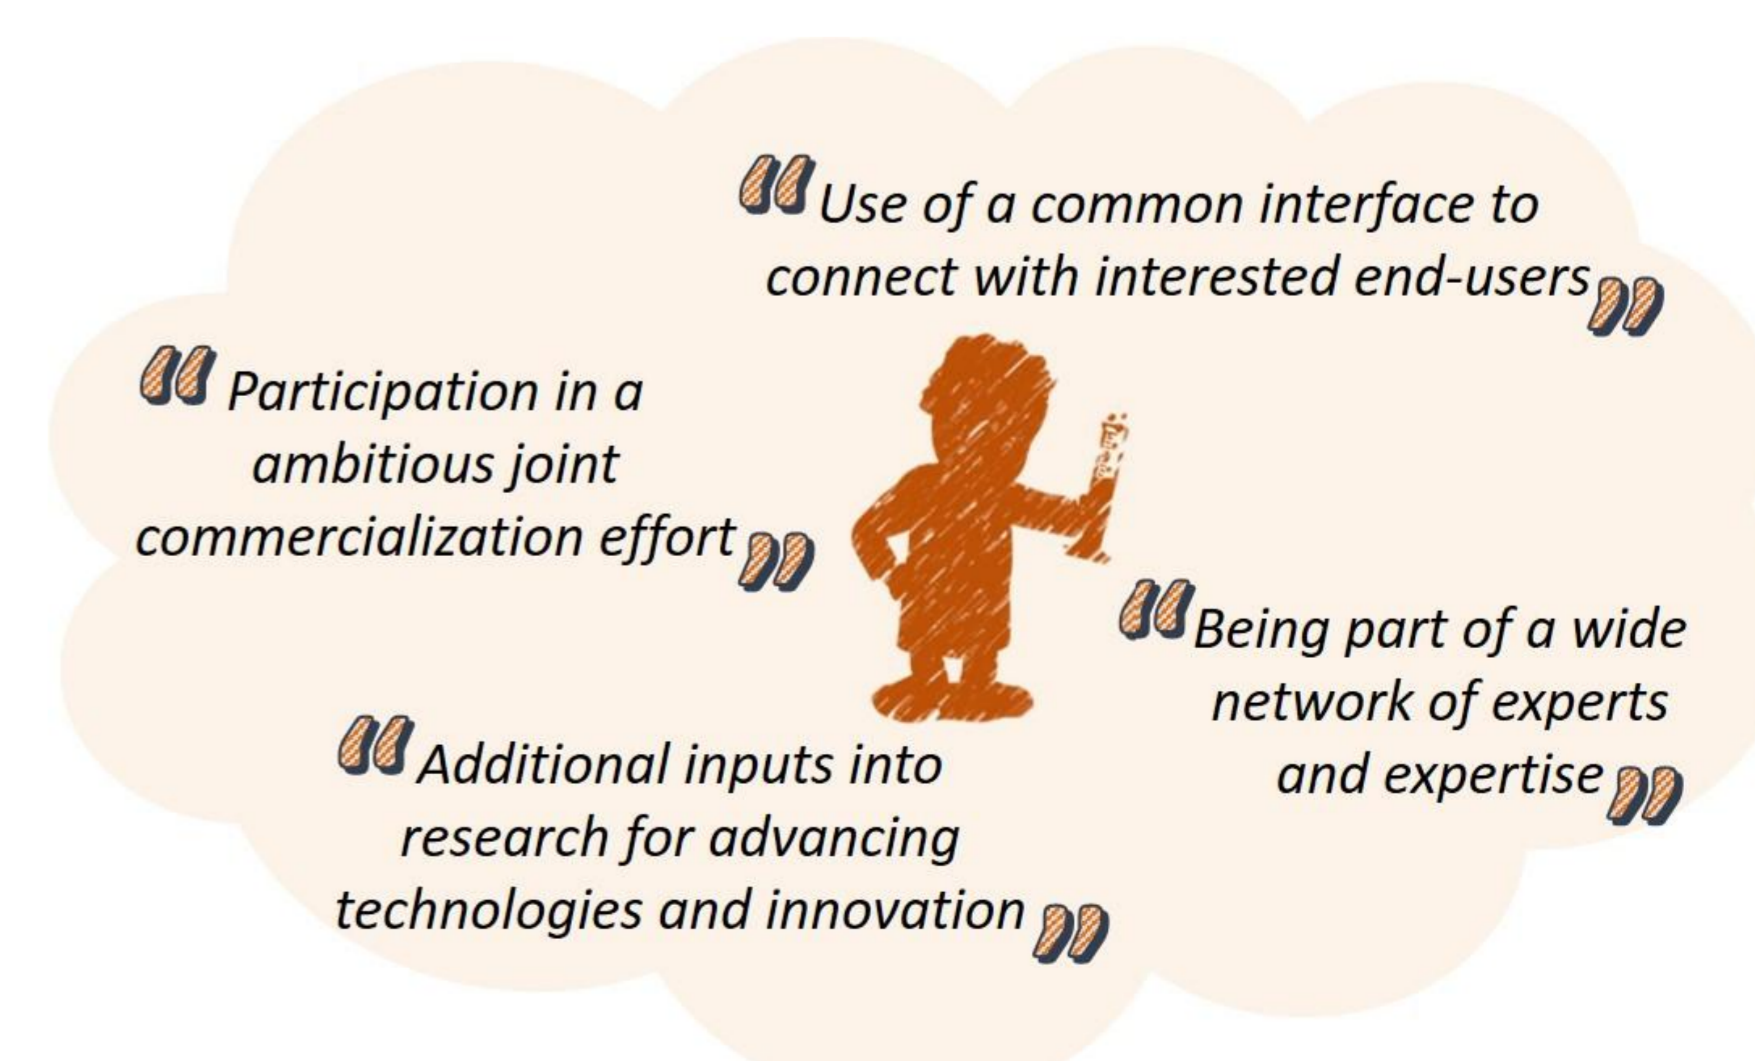 “Use of a common interface to
connect with interested end-users”
“Participation in a
ambitious joint
commercialization effort”
“Being part of a wide
network of experts
and expertise”
“Additional inputs into
research for advancing
technologies and innovation”